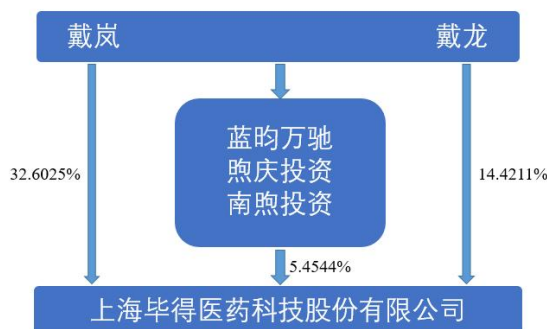 戴岚 戴龙
蓝昀万驰
煦庆投资
南煦投资
32.6025%
14.4211%
5.4544%
上海毕得医药科技股份有限公司